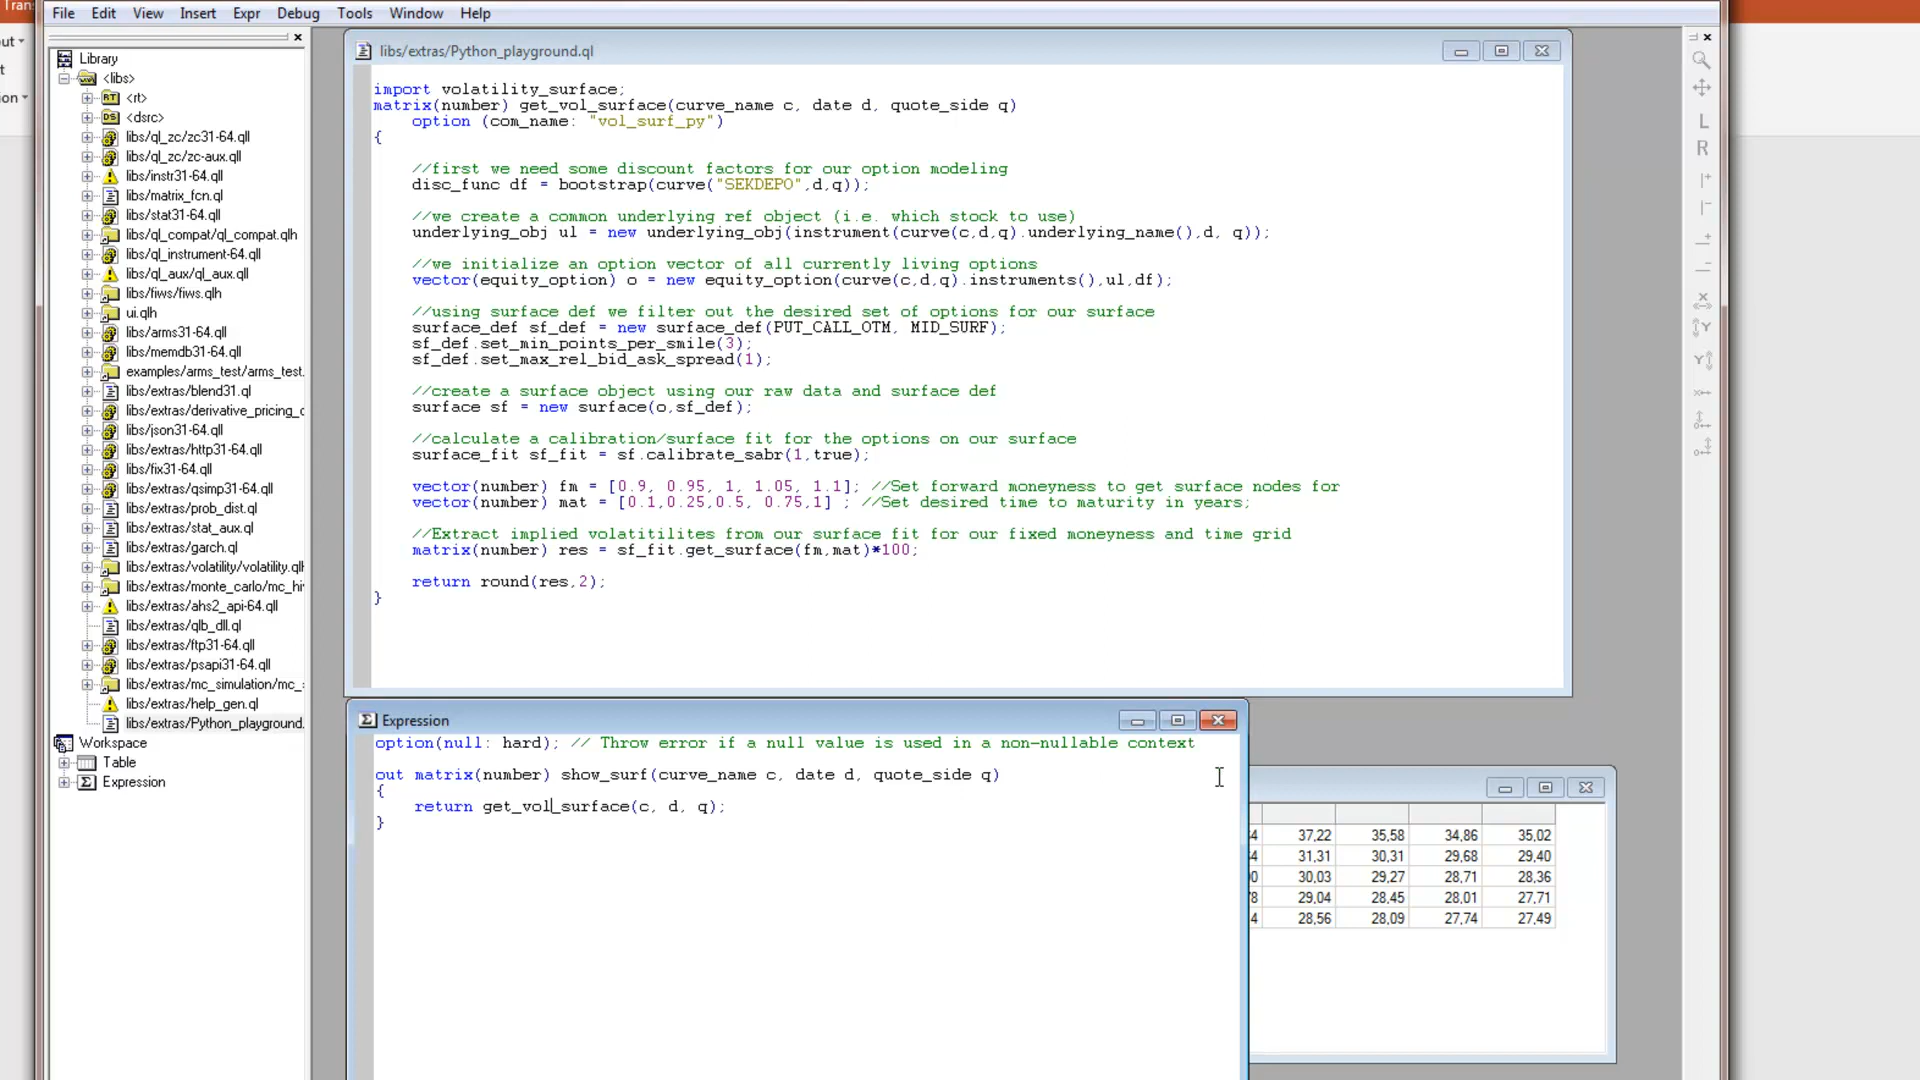 Tran
File Edit View Insert Expr Debug Tools Window Help
Library
<libs>
<rt>
<dsrc>
libs/ql_zc/zc31-64.qll
libs/ql_zc/zc-aux.qll
libs/instr31-64.qll
libs/matrix_fcn.ql
libs/stat31-64.qll
libs/ql_compat/ql_compat.qlh
libs/ql_instrument-64.qll
libs/ql_aux/ql_aux.qll
libs/fiws/fiws.qlh
ui.qlh
libs/arms31-64.qll
libs/memdb31-64.qll
examples/arms_test/arms_test.
libs/extras/blend31.ql
libs/extras/derivative_pricing_c
libs/json31-64.qll
libs/extras/http31-64.qll
libs/fix31-64.qll
libs/extras/qsimp31-64.qll
libs/extras/prob_dist.ql
libs/extras/stat_aux.ql
libs/extras/garch.ql
libs/extras/volatility/volatility.qlh
libs/extras/monte_carlo/mc_hi
libs/extras/ahs2_api-64.qll
libs/extras/qlb_dll.ql
libs/extras/ftp31-64.qll
libs/extras/psapi31-64.qll
libs/extras/mc_simulation/mc_
libs/extras/help_gen.ql
libs/extras/Python_playground.
Workspace
Table
Expression
libs/extras/Python_playground.ql
import volatility_surface;
matrix(number) get_vol_surface(curve_name c, date d, quote_side q)
option (com_name: "vol_surf_py")
{
//first we need some discount factors for our option modeling
disc_func df = bootstrap(curve("SEKDEPO",d,q));
//we create a common underlying ref object (i.e. which stock to use)
underlying_obj ul = new underlying_obj(instrument(curve(c,d,q).underlying_name(),d, q));
//we initialize an option vector of all currently living options
vector(equity_option) o = new equity_option(curve(c,d,q).instruments(),ul,df);
//using surface def we filter out the desired set of options for our surface
surface_def sf_def = new surface_def(PUT_CALL_OTM, MID_SURF);
sf_def.set_min_points_per_smile(3);
sf_def.set_max_rel_bid_ask_spread(1);
//create a surface object using our raw data and surface def
surface sf = new surface(o,sf_def);
//calculate a calibration/surface fit for the options on our surface
surface_fit sf_fit = sf.calibrate_sabr(1,true);
vector(number) fm = [0.9, 0.95, 1, 1.05, 1.1]; //Set forward moneyness to get surface nodes for
vector(number) mat = [0.1,0.25,0.5, 0.75,1] ; //Set desired time to maturity in years;
//Extract implied volatitilites from our surface fit for our fixed moneyness and time grid
matrix(number) res = sf_fit.get_surface(fm,mat)*100;
return round(res,2);
}
Expression
option(null: hard); // Throw error if a null value is used in a non-nullable context
out matrix(number) show_surf(curve_name c, date d, quote_side q)
{
return get_vol_surface(c, d, q);
}
4 37,22 35,58 34,86 35,02
4 31,31 30,31 29,68 29,40
0 30,03 29,27 28,71 28,36
8 29,04 28,45 28,01 27,71
4 28,56 28,09 27,74 27,49